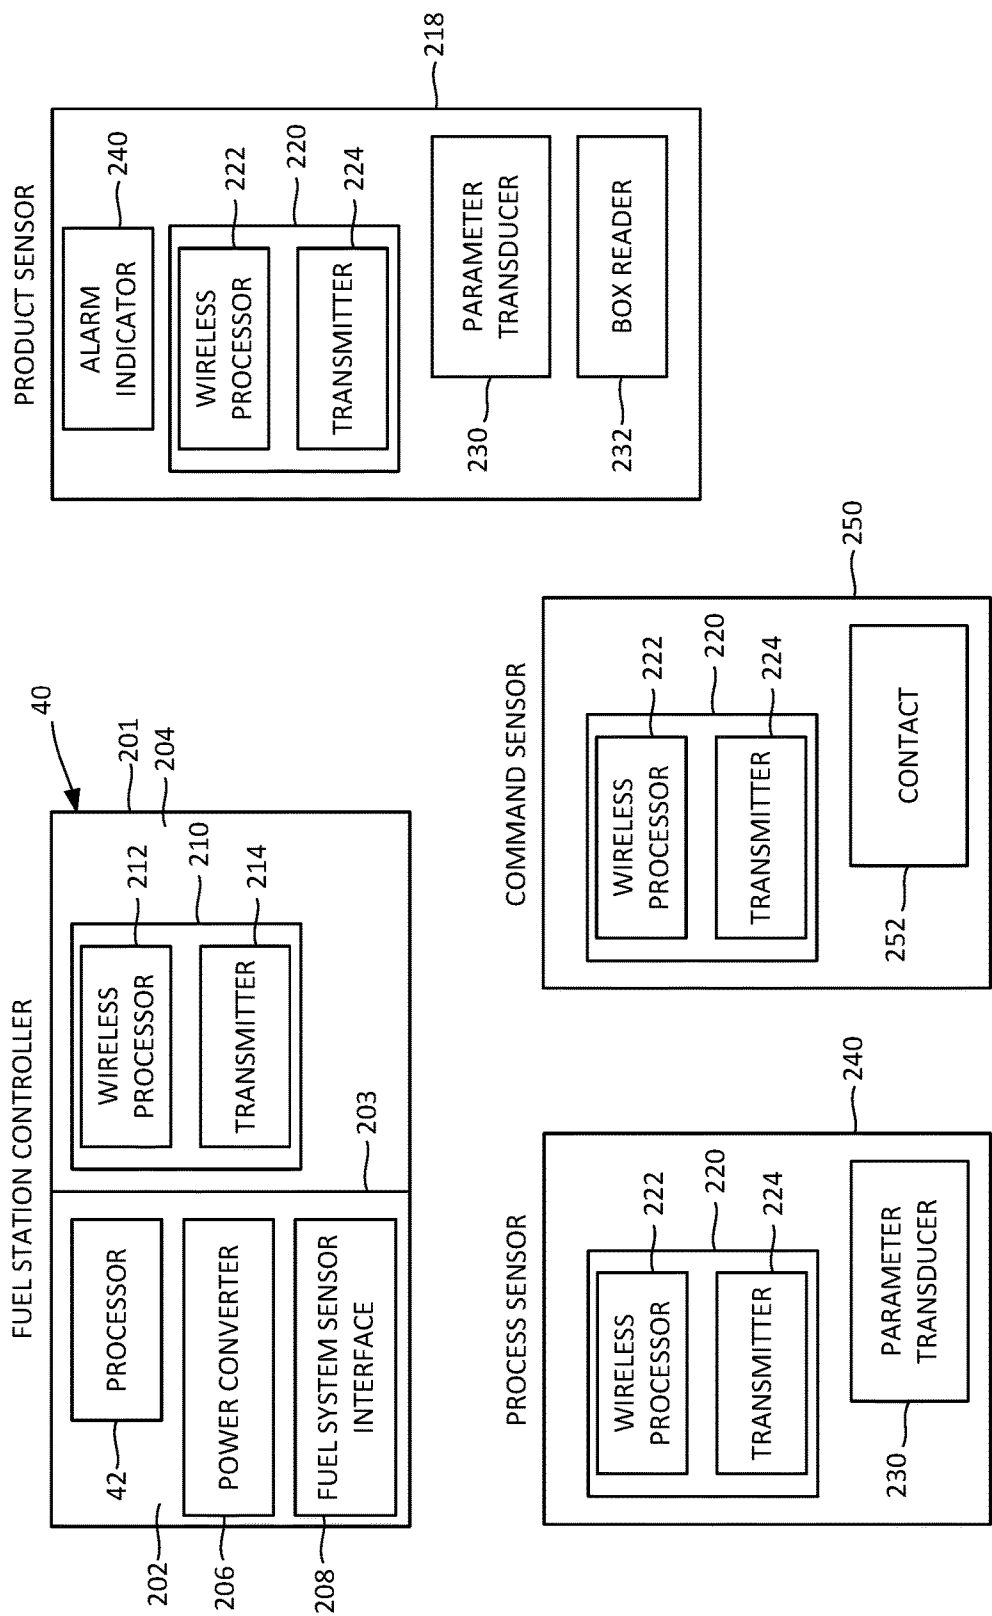 FUEL STATION CONTROLLER
40
201
204
202
203
PROCESSOR
42
POWER CONVERTER
206
FUEL SYSTEM SENSOR
INTERFACE
208
210
WIRELESS
PROCESSOR
212
TRANSMITTER
214
PRODUCT SENSOR
218
ALARM
INDICATOR
240
220
WIRELESS
PROCESSOR
222
TRANSMITTER
224
PARAMETER
TRANSDUCER
230
BOX READER
232
PROCESS SENSOR
240
220
WIRELESS
PROCESSOR
222
TRANSMITTER
224
PARAMETER
TRANSDUCER
230
COMMAND SENSOR
250
220
WIRELESS
PROCESSOR
222
TRANSMITTER
224
CONTACT
252